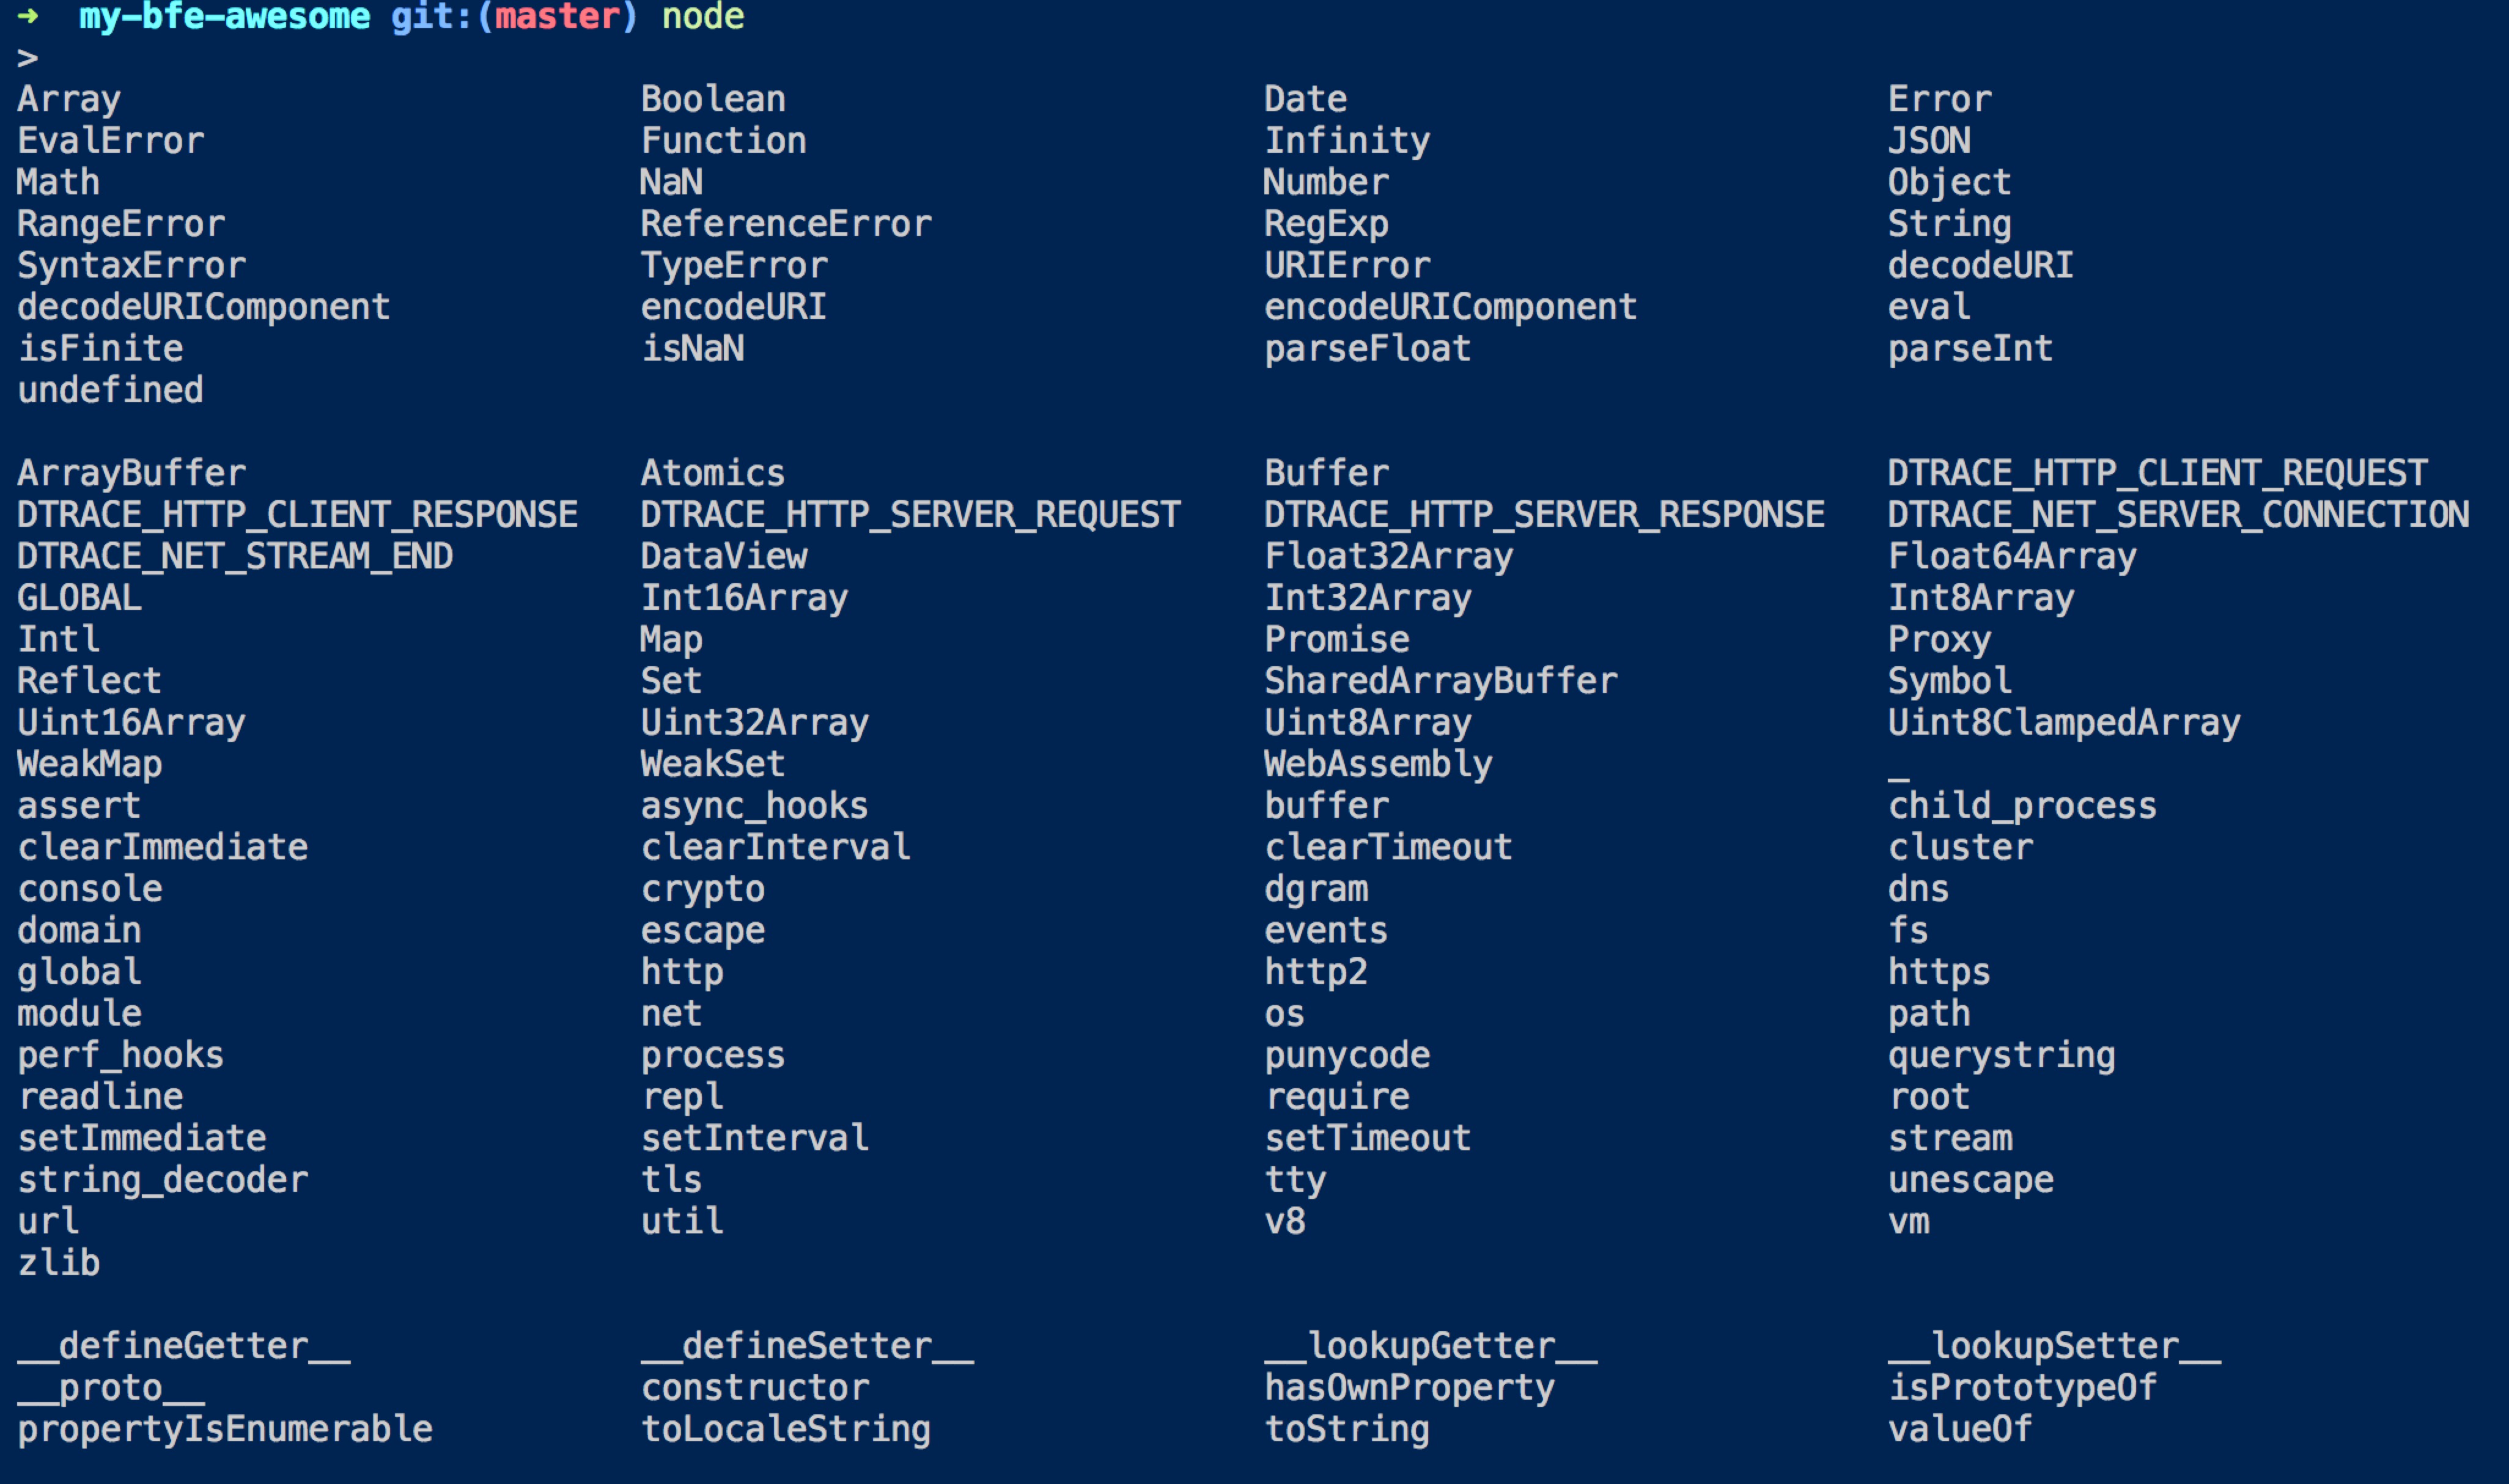 ➜ my-bfe-awesome git:(master) node
>
Array Boolean Date Error
EvalError Function Infinity JSON
Math NaN Number Object
RangeError ReferenceError RegExp String
SyntaxError TypeError URIError decodeURI
decodeURIComponent encodeURI encodeURIComponent eval
isFinite isNaN parseFloat parseInt
undefined
ArrayBuffer Atomics Buffer DTRACE_HTTP_CLIENT_REQUEST
DTRACE_HTTP_CLIENT_RESPONSE DTRACE_HTTP_SERVER_REQUEST DTRACE_HTTP_SERVER_RESPONSE DTRACE_NET_SERVER_CONNECTION
DTRACE_NET_STREAM_END DataView Float32Array Float64Array
GLOBAL Int16Array Int32Array Int8Array
Intl Map Promise Proxy
Reflect Set SharedArrayBuffer Symbol
Uint16Array Uint32Array Uint8Array Uint8ClampedArray
WeakMap WeakSet WebAssembly _
assert async_hooks buffer child_process
clearImmediate clearInterval clearTimeout cluster
console crypto dgram dns
domain escape events fs
global http http2 https
module net os path
perf_hooks process punycode querystring
readline repl require root
setImmediate setInterval setTimeout stream
string_decoder tls tty unescape
url util v8 vm
zlib
__defineGetter__ __defineSetter__ __lookupGetter__ __lookupSetter__
__proto__ constructor hasOwnProperty isPrototypeOf
propertyIsEnumerable toLocaleString toString valueOf